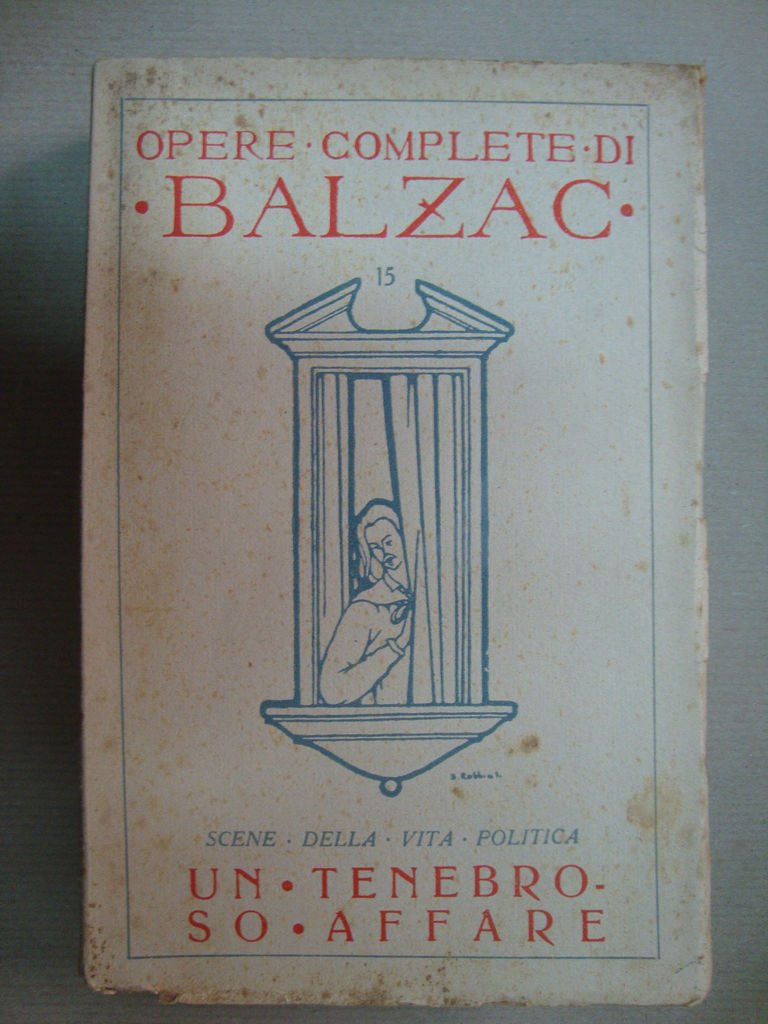 OPERE · COMPLETE · DI
· BALZAC ·
15
SCENE · DELLA · VITA · POLITICA
UN · TENEBRO-
SO · AFFARE